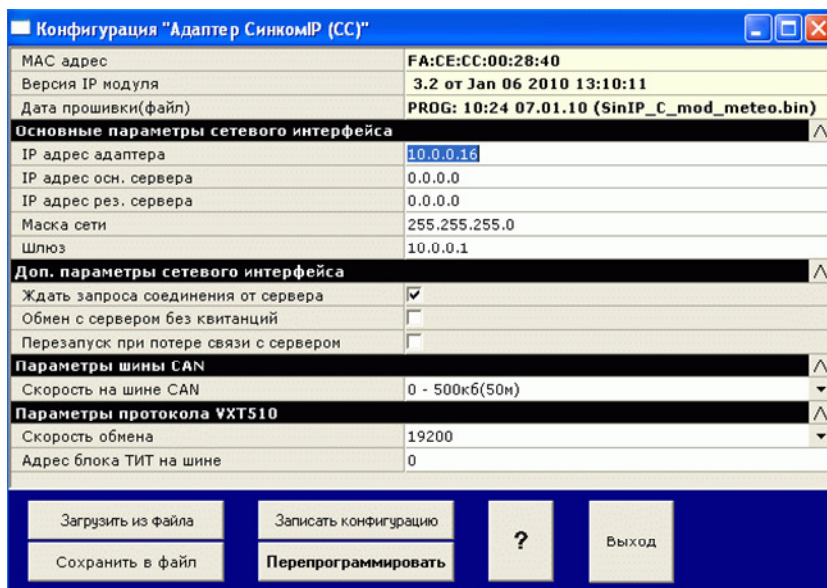 Конфигурация "Адаптер СинкомIP (СС)"
MAC адрес FA:CE:CC:00:28:40
Версия IP модуля 3.2 от Jan 06 2010 13:10:11
Дата прошивки(файл) PROG: 10:24 07.01.10 (SinIP_C_mod_meteo.bin)
Основные параметры сетевого интерфейса
IP адрес адаптера 10.0.0.16
IP адрес осн. сервера 0.0.0.0
IP адрес рез. сервера 0.0.0.0
Маска сети 255.255.255.0
Шлюз 10.0.0.1
Доп. параметры сетевого интерфейса
Ждать запроса соединения от сервера
Обмен с сервером без квитанций
Перезапуск при потере связи с сервером
Параметры шины CAN
Скорость на шине CAN 0 - 500кб(50м)
Параметры протокола VXT510
Скорость обмена 19200
Адрес блока ТИТ на шине 0
Загрузить из файла Записать конфигурацию
? Выход
Сохранить в файл Перепрограммировать